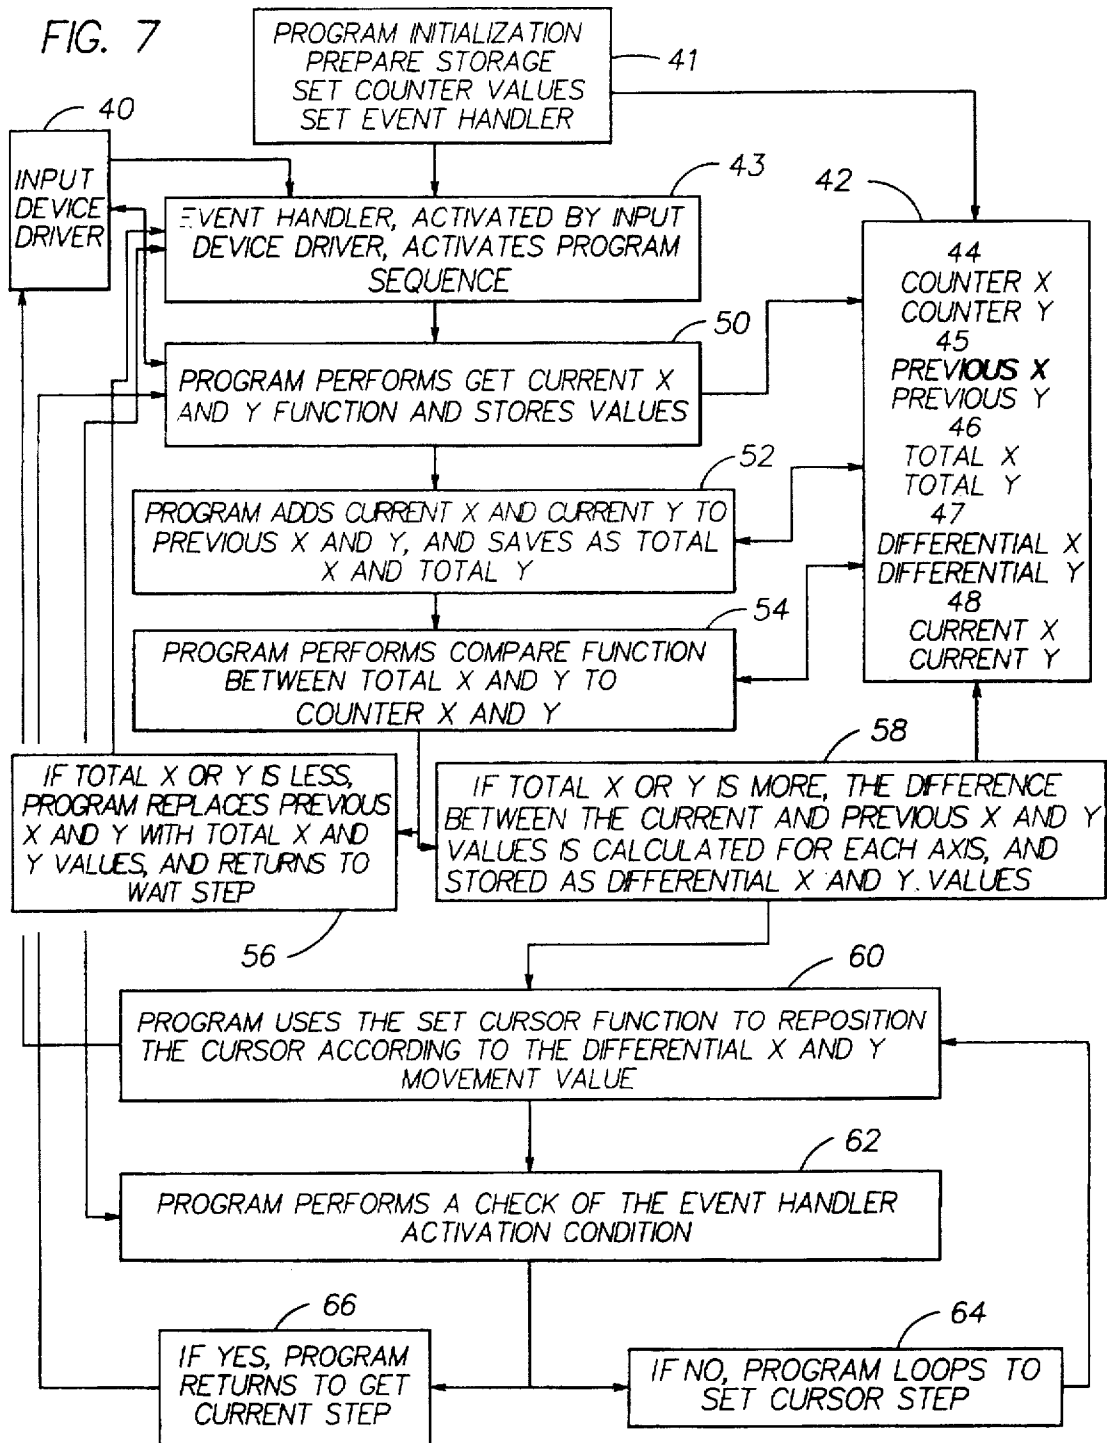 FIG. 7
PROGRAM INITIALIZATION
PREPARE STORAGE
SET COUNTER VALUES
SET EVENT HANDLER
41
40
INPUT
DEVICE
DRIVER
43
EVENT HANDLER, ACTIVATED BY INPUT
DEVICE DRIVER, ACTIVATES PROGRAM
SEQUENCE
42
44
COUNTER X
COUNTER Y
45
PREVIOUS X
PREVIOUS Y
46
TOTAL X
TOTAL Y
47
DIFFERENTIAL X
DIFFERENTIAL Y
48
CURRENT X
CURRENT Y
50
PROGRAM PERFORMS GET CURRENT X
AND Y FUNCTION AND STORES VALUES
52
PROGRAM ADDS CURRENT X AND CURRENT Y TO
PREVIOUS X AND Y, AND SAVES AS TOTAL
X AND TOTAL Y
54
PROGRAM PERFORMS COMPARE FUNCTION
BETWEEN TOTAL X AND Y TO
COUNTER X AND Y
IF TOTAL X OR Y IS LESS,
PROGRAM REPLACES PREVIOUS
X AND Y WITH TOTAL X AND
Y VALUES, AND RETURNS TO
WAIT STEP
56
58
IF TOTAL X OR Y IS MORE, THE DIFFERENCE
BETWEEN THE CURRENT AND PREVIOUS X AND Y
VALUES IS CALCULATED FOR EACH AXIS, AND
STORED AS DIFFERENTIAL X AND Y. VALUES
60
PROGRAM USES THE SET CURSOR FUNCTION TO REPOSITION
THE CURSOR ACCORDING TO THE DIFFERENTIAL X AND Y
MOVEMENT VALUE
62
PROGRAM PERFORMS A CHECK OF THE EVENT HANDLER
ACTIVATION CONDITION
66
IF YES, PROGRAM
RETURNS TO GET
CURRENT STEP
64
IF NO, PROGRAM LOOPS TO
SET CURSOR STEP